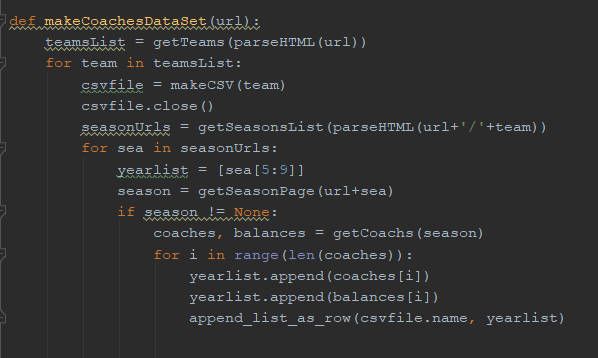 def makeCoachesDataSet(url):
    teamsList = getTeams(parseHTML(url))
    for team in teamsList:
        csvfile = makeCSV(team)
        csvfile.close()
        seasonUrls = getSeasonsList(parseHTML(url+'/'+team))
        for sea in seasonUrls:
            yearlist = [sea[5:9]]
            season = getSeasonPage(url+sea)
            if season != None:
                coaches, balances = getCoachs(season)
                for i in range(len(coaches)):
                    yearlist.append(coaches[i])
                    yearlist.append(balances[i])
                    append_list_as_row(csvfile.name, yearlist)